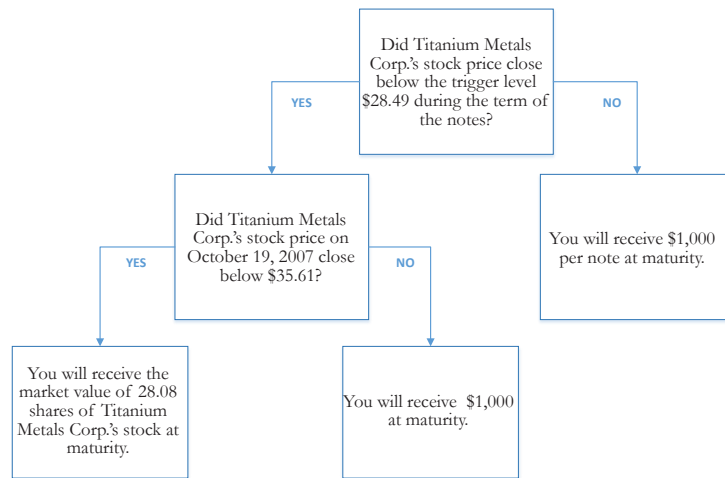 Did Titanium Metals
Corp.'s stock price close
below the trigger level
$28.49 during the term of
the notes?
YES
NO
Did Titanium Metals
Corp.'s stock price on
October 19, 2007 close
below $35.61?
You will receive $1,000
per note at maturity.
YES
NO
You will receive the
market value of 28.08
shares of Titanium
Metals Corp.'s stock at
maturity.
You will receive $1,000
at maturity.